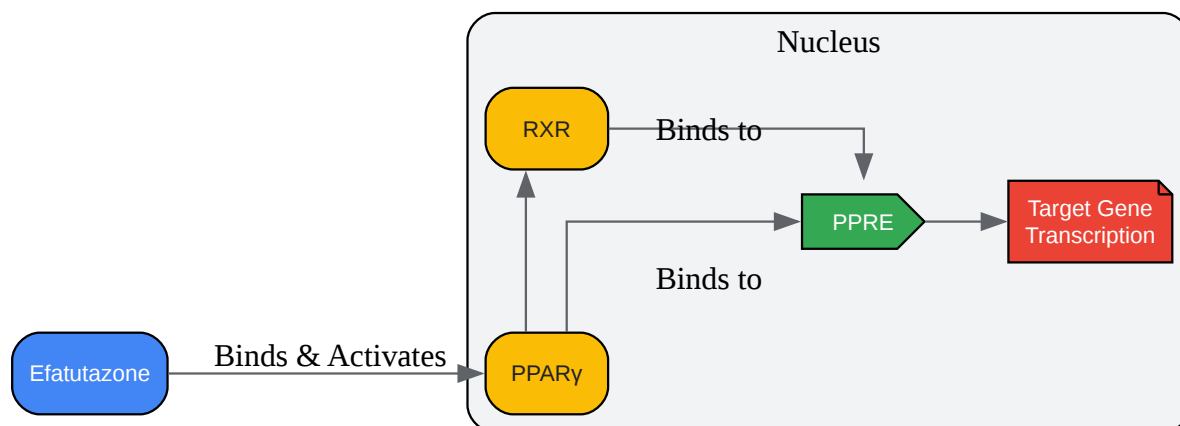 Nucleus
RXR
Binds to
PPRE
Target Gene
Transcription
Binds to
Efatutazone
Binds & Activates
PPARγ